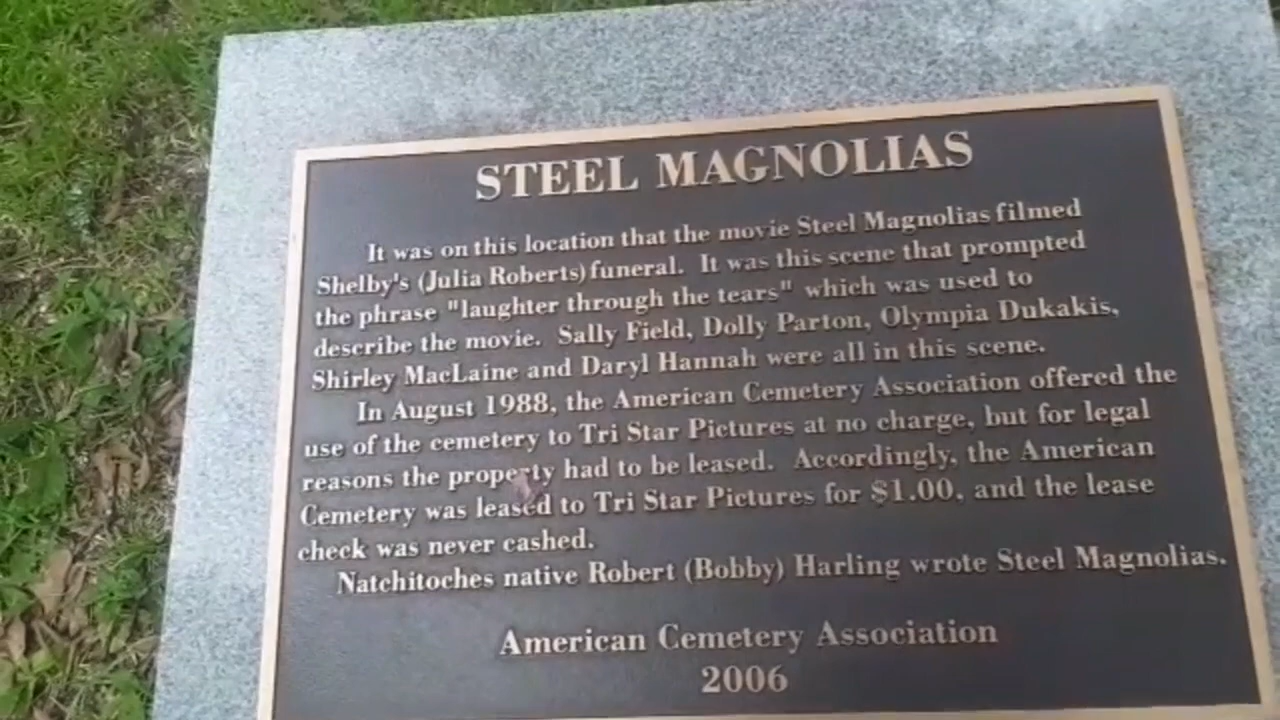 STEEL MAGNOLIAS
It was on this location that the movie Steel Magnolias filmed
Shelby's (Julia Roberts) funeral. It was this scene that prompted
the phrase "laughter through the tears" which was used to
describe the movie. Sally Field, Dolly Parton, Olympia Dukakis,
Shirley MacLaine and Daryl Hannah were all in this scene.
In August 1988, the American Cemetery Association offered the
use of the cemetery to Tri Star Pictures at no charge, but for legal
reasons the property had to be leased. Accordingly, the American
Cemetery was leased to Tri Star Pictures for $1.00, and the lease
check was never cashed.
Natchitoches native Robert (Bobby) Harling wrote Steel Magnolias.
American Cemetery Association
2006